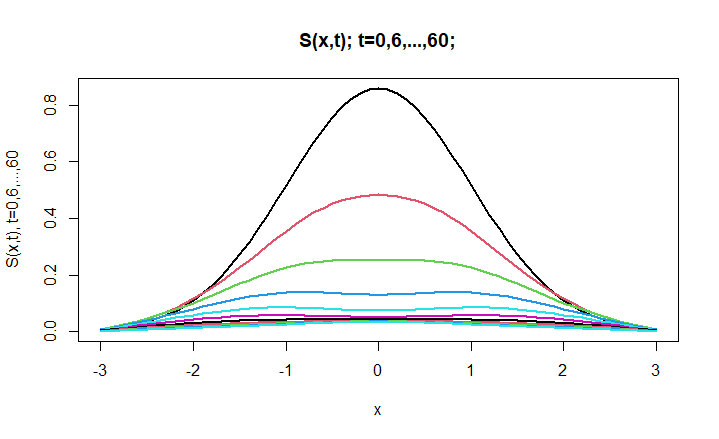 S(x,t); t=0,6,...,60;
S(x,t), t=0,6,...,60
0.8
0.6
0.4
0.2
0.0
-3 -2 -1 0 1 2 3
x